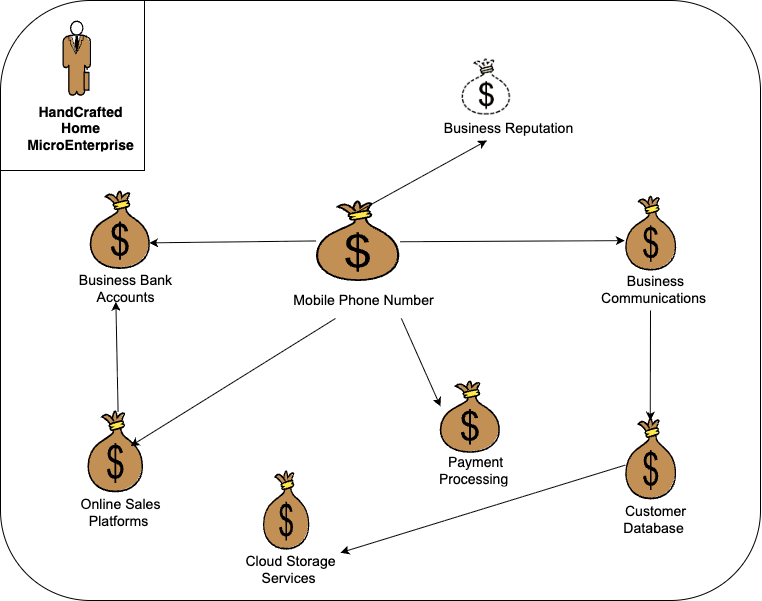 HandCrafted
Home
MicroEnterprise
$
Business Reputation
$
Business Bank
Accounts
$
Mobile Phone Number
$
Business
Communications
$
Online Sales
Platforms
$
Payment
Processing
$
Customer
Database
$
Cloud Storage
Services
$